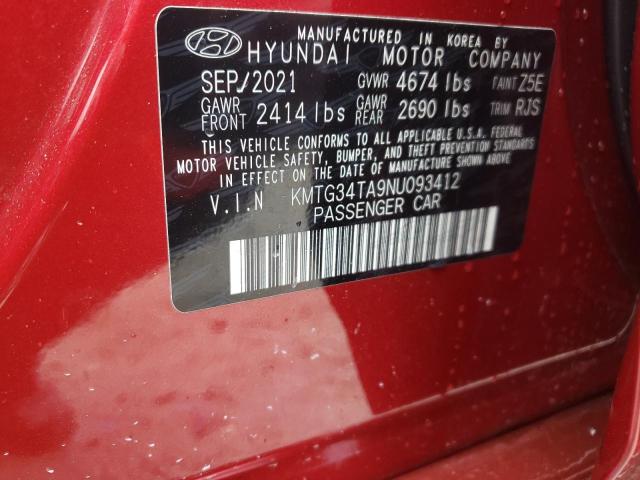 MANUFACTURED IN KOREA BY
HYUNDAI MOTOR COMPANY
SEP/2021 GVWR 4674 lbs PAINT Z5E
GAWR FRONT 2414 lbs GAWR REAR 2690 lbs TRIM RJS
THIS VEHICLE CONFORMS TO ALL APPLICABLE U.S.A. FEDERAL
MOTOR VEHICLE SAFETY, BUMPER, AND THEFT PREVENTION STANDARDS
IN EFFECT ON THE DATE OF MANUFACTURE SHOWN ABOVE.
V.I.N KMTG34TA9NU093412
PASSENGER CAR